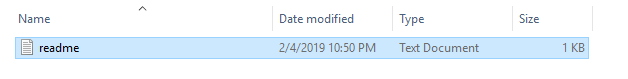 Name Date modified Type Size
readme 2/4/2019 10:50 PM Text Document 1 KB